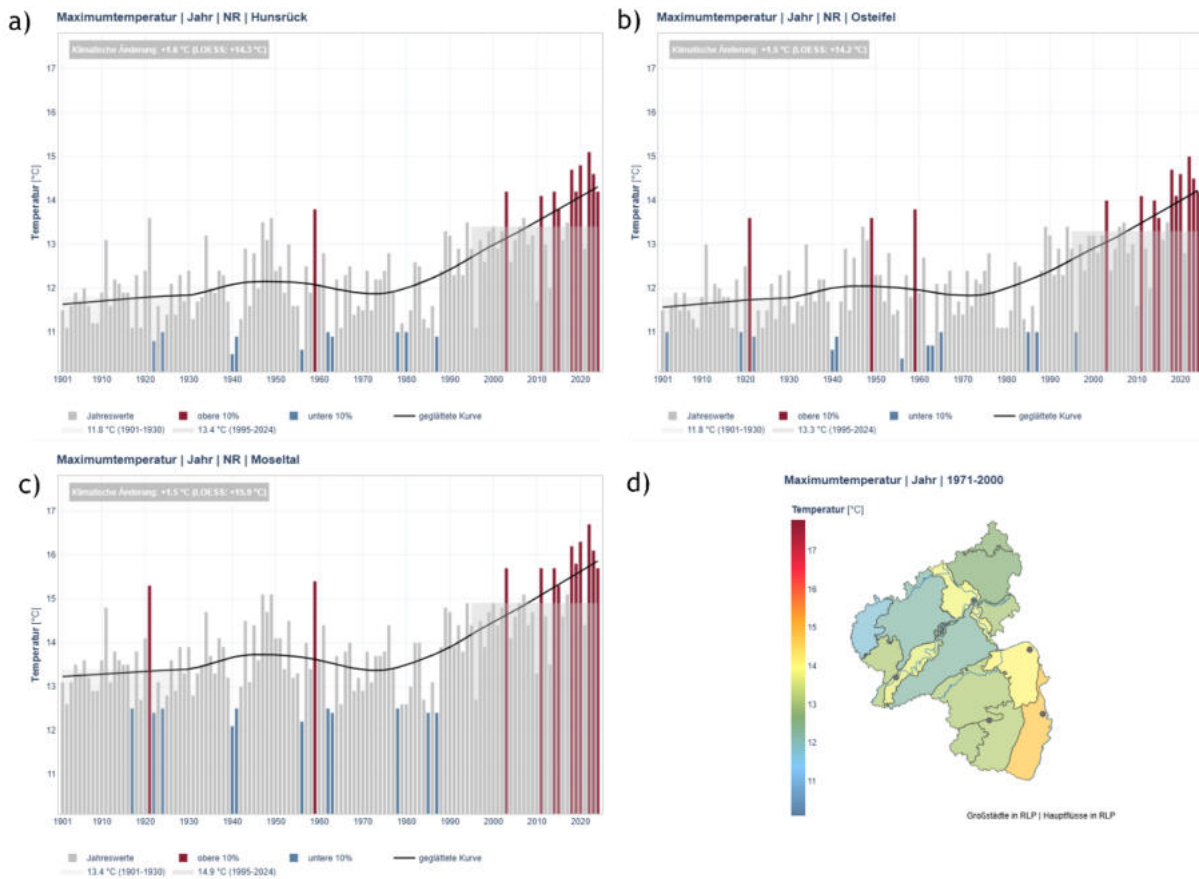 a)
Maximumtemperatur | Jahr | NR | Hunsrück
Klimatische Änderung: +1.6 °C (LOESS: +14.3 °C)
Temperatur [°C]
17
16
15
14
13
12
11
1901 1910 1920 1930 1940 1950 1960 1970 1980 1990 2000 2010 2020
Jahreswerte obere 10% untere 10% geglättete Kurve
11.8 °C (1901-1930) 13.4 °C (1995-2024)
b)
Maximumtemperatur | Jahr | NR | Osteifel
Klimatische Änderung: +1.5 °C (LOESS: +14.2 °C)
Temperatur [°C]
17
16
15
14
13
12
11
1901 1910 1920 1930 1940 1950 1960 1970 1980 1990 2000 2010 2020
Jahreswerte obere 10% untere 10% geglättete Kurve
11.8 °C (1901-1930) 13.3 °C (1995-2024)
c)
Maximumtemperatur | Jahr | NR | Moseltal
Klimatische Änderung: +1.5 °C (LOESS: +15.9 °C)
Temperatur [°C]
17
16
15
14
13
12
11
1901 1910 1920 1930 1940 1950 1960 1970 1980 1990 2000 2010 2020
Jahreswerte obere 10% untere 10% geglättete Kurve
13.4 °C (1901-1930) 14.9 °C (1995-2024)
d)
Maximumtemperatur | Jahr | 1971-2000
Temperatur [°C]
17
16
15
14
13
12
11
Großstädte in RLP | Hauptflüsse in RLP